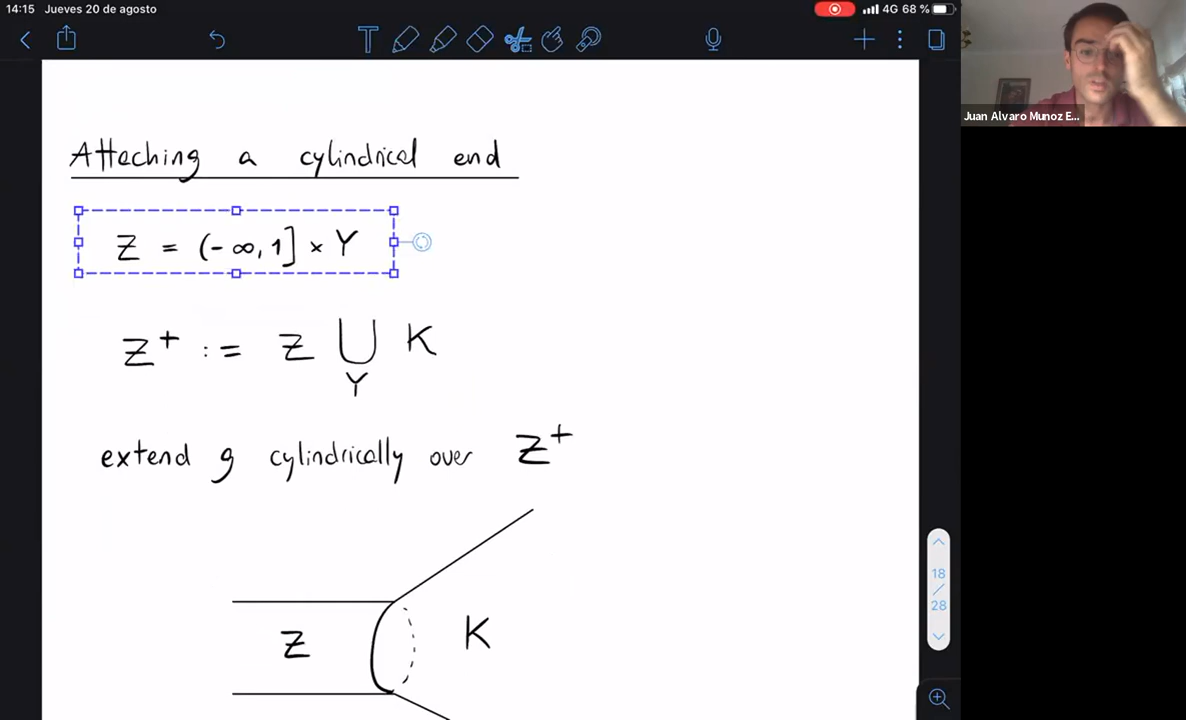 14:15 Jueves 20 de agosto
4G 68 %
Juan Alvaro Munoz E...
Attaching a cylindrical end
Z = (-∞, 1] × Y
Z⁺ := Z ⋃ K
Y
extend g cylindrically over Z⁺
Z
K
18
/
28